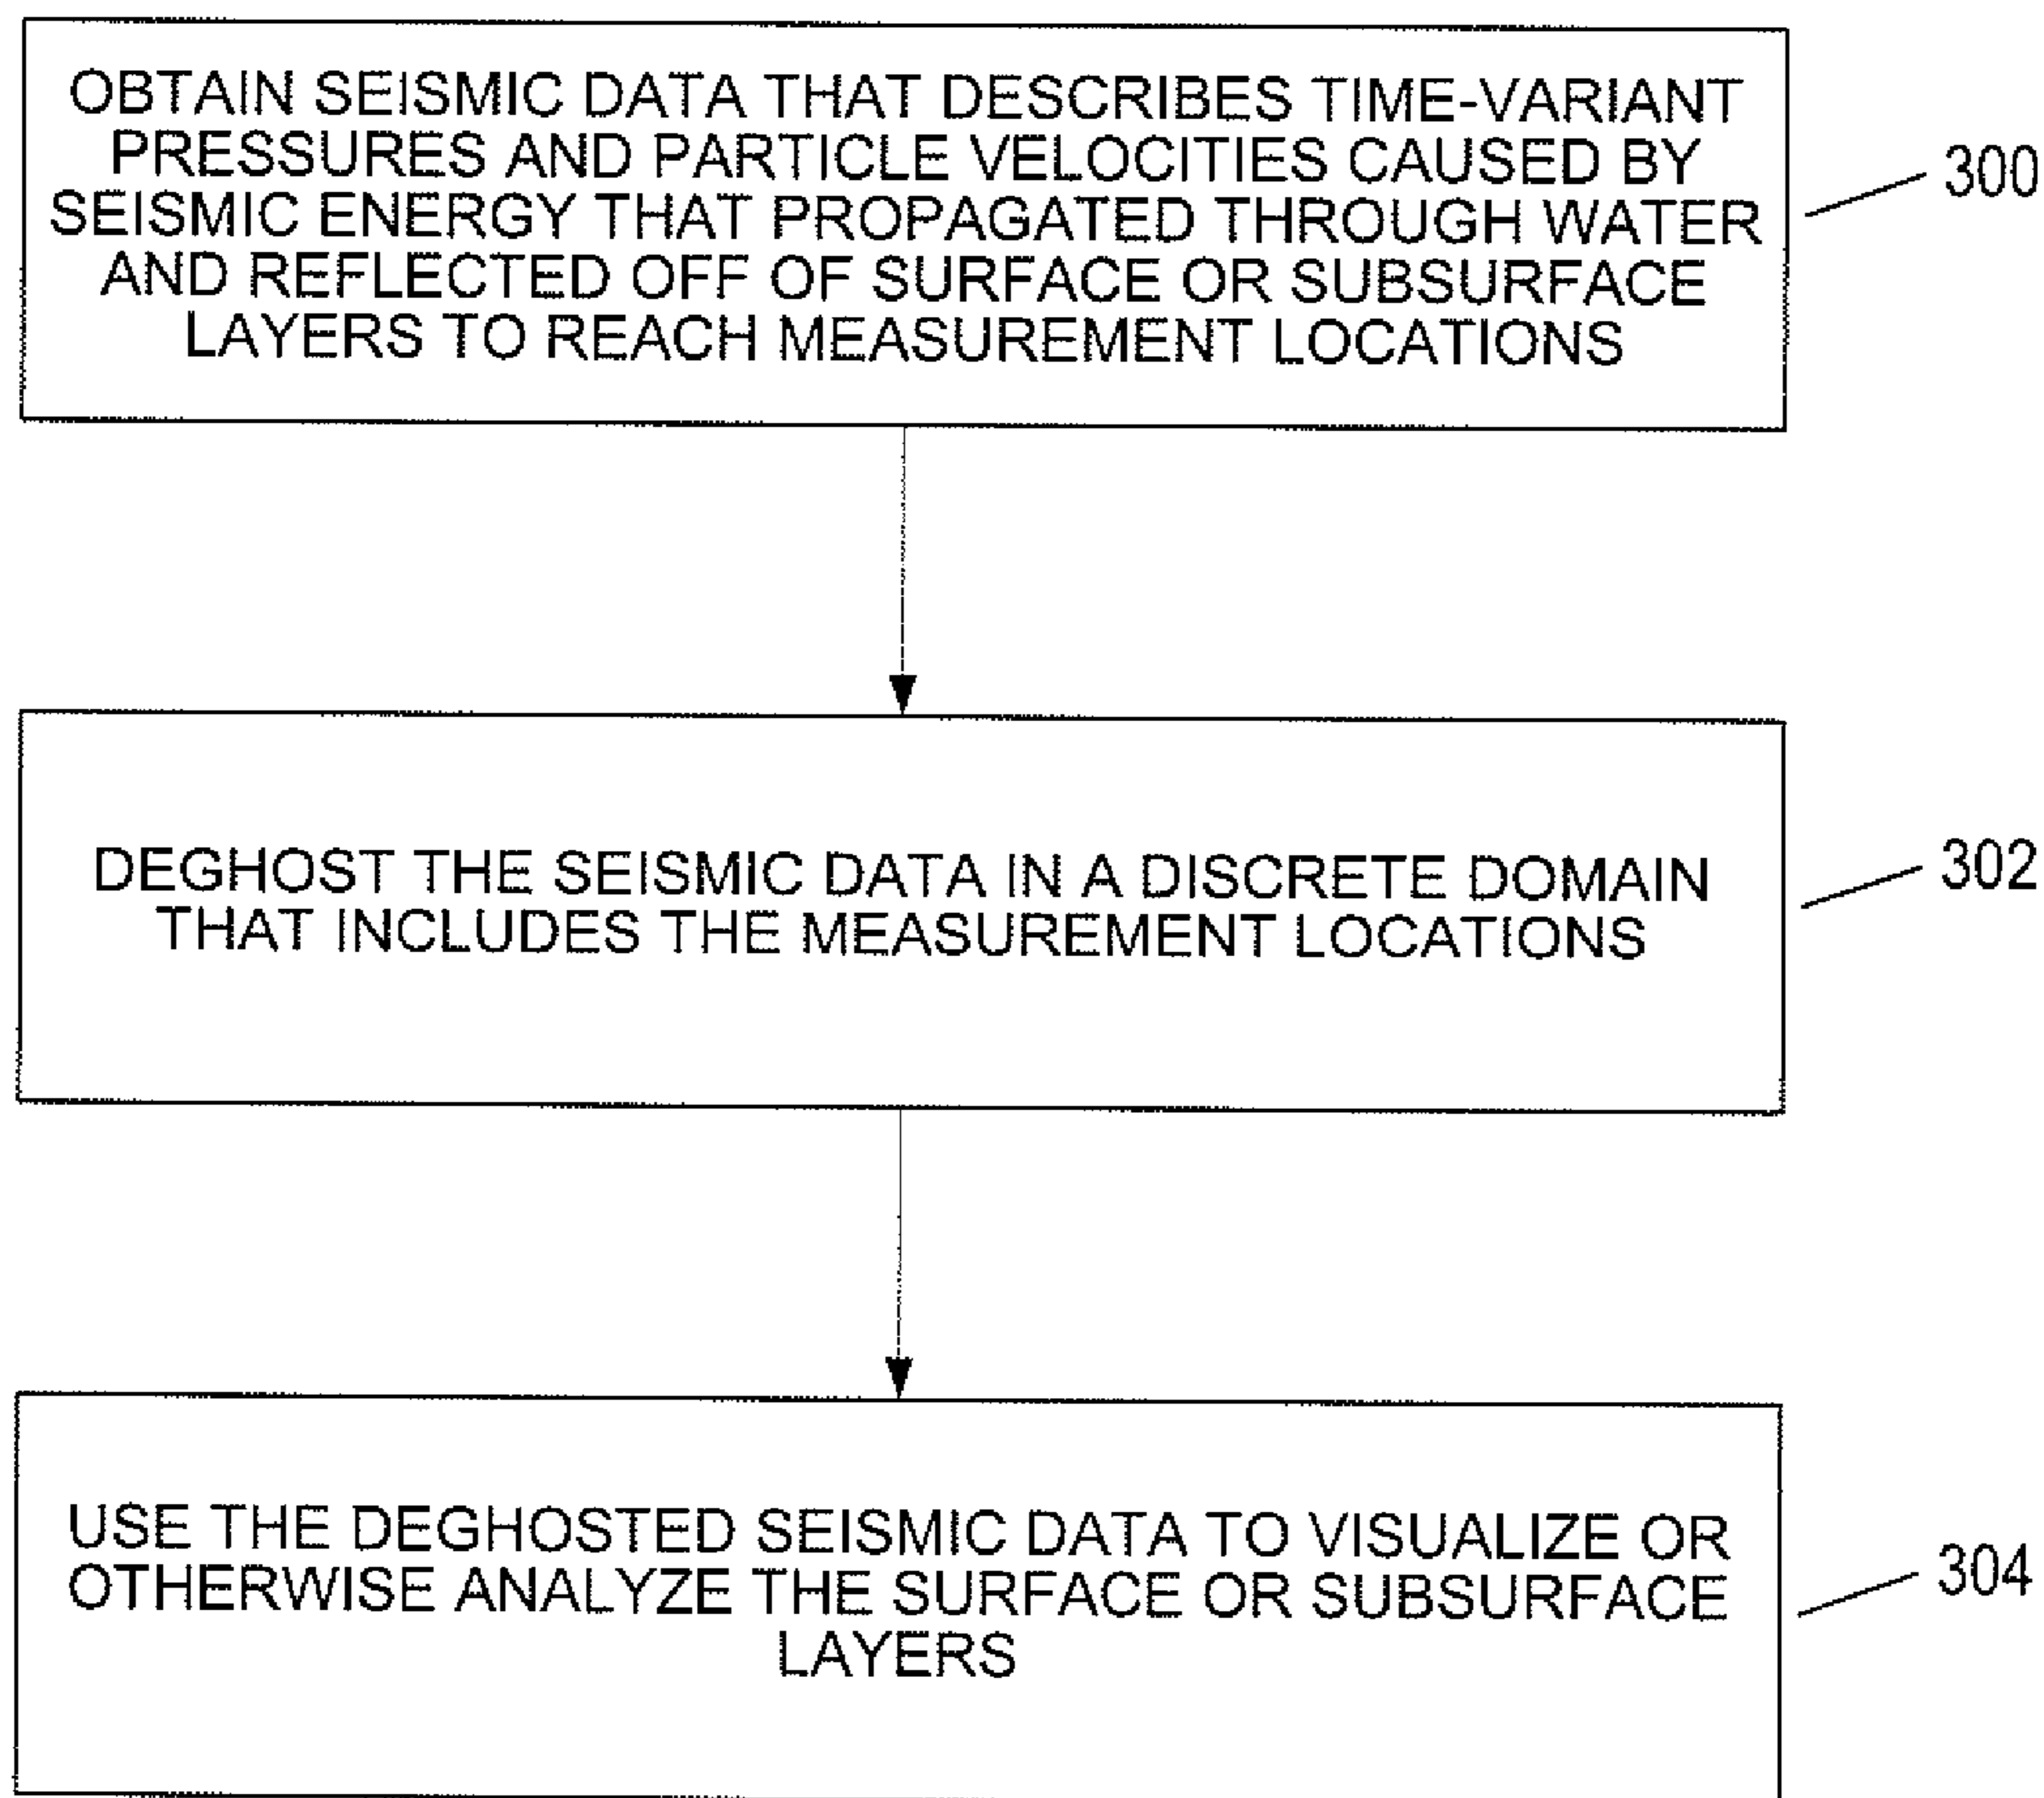 OBTAIN SEISMIC DATA THAT DESCRIBES TIME-VARIANT
PRESSURES AND PARTICLE VELOCITIES CAUSED BY
SEISMIC ENERGY THAT PROPAGATED THROUGH WATER
AND REFLECTED OFF OF SURFACE OR SUBSURFACE
LAYERS TO REACH MEASUREMENT LOCATIONS
300
DEGHOST THE SEISMIC DATA IN A DISCRETE DOMAIN
THAT INCLUDES THE MEASUREMENT LOCATIONS
302
USE THE DEGHOSTED SEISMIC DATA TO VISUALIZE OR
OTHERWISE ANALYZE THE SURFACE OR SUBSURFACE
LAYERS
304